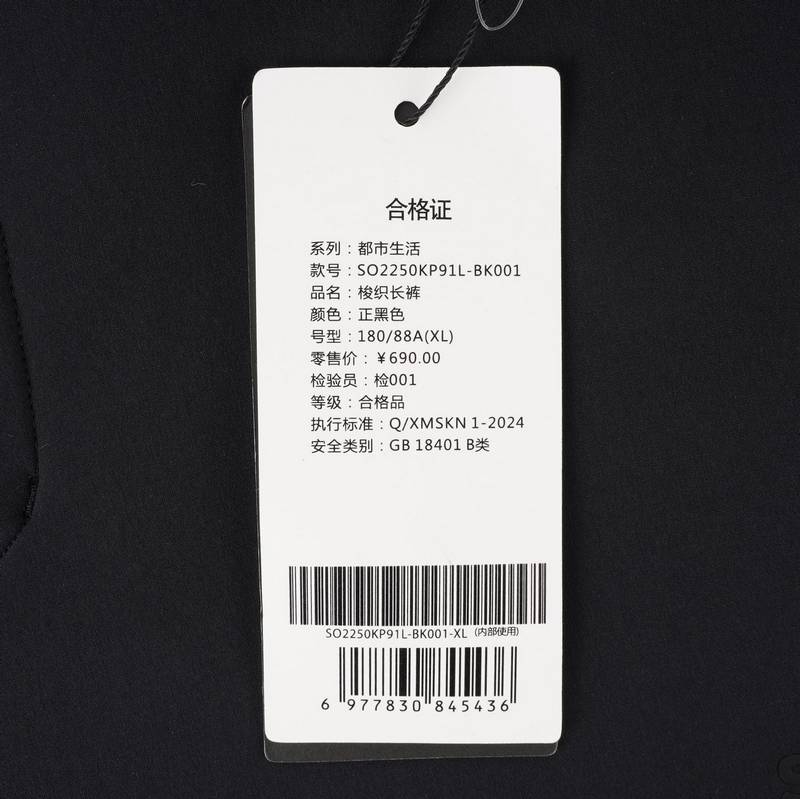 合格证
系列：都市生活
款号：SO2250KP91L-BK001
品名：梭织长裤
颜色：正黑色
号型：180/88A(XL)
零售价：￥690.00
检验员：检001
等级：合格品
执行标准：Q/XMSKN 1-2024
安全类别：GB 18401 B类
SO2250KP91L-BK001-XL (内部使用)
6 977830 845436